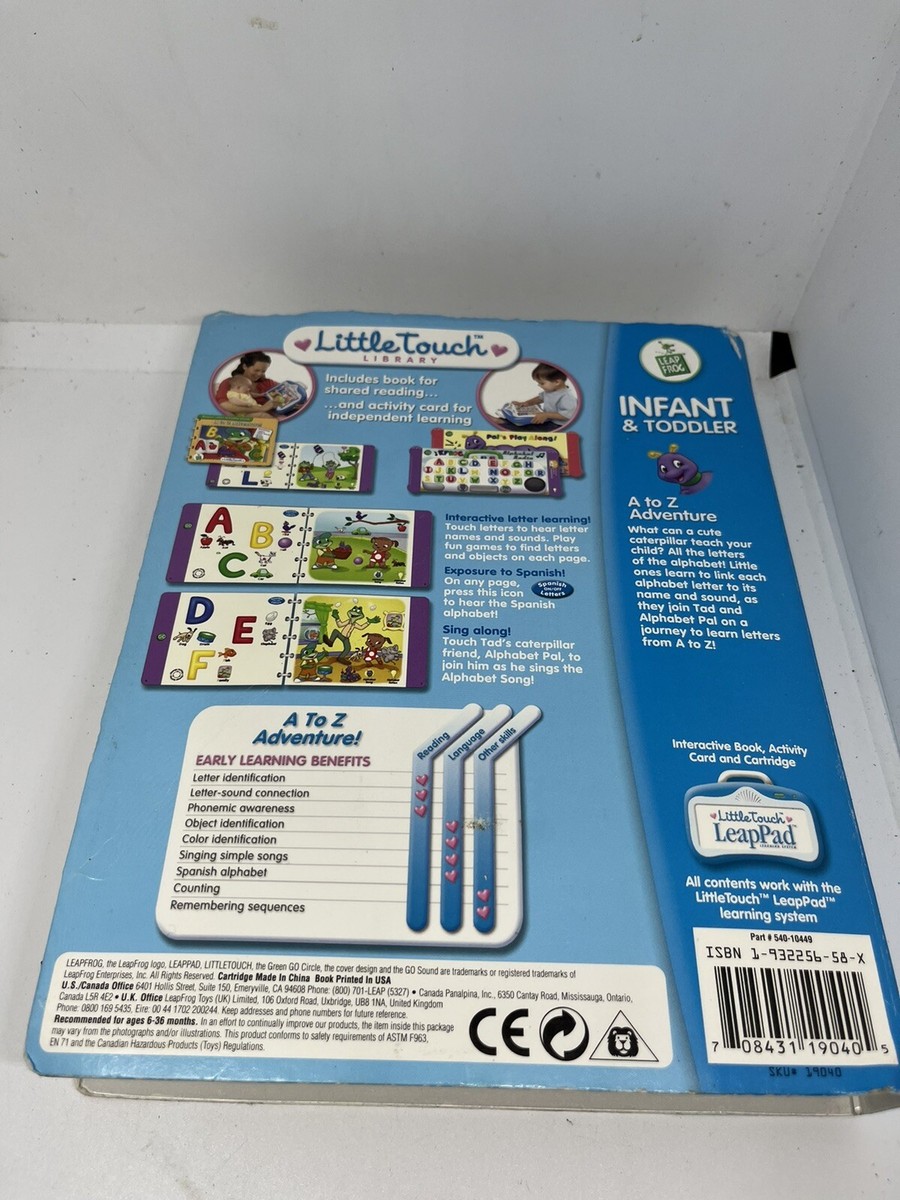 LittleTouch™
LIBRARY
Includes book for
shared reading...
...and activity card for
independent learning
B
A
L
Pal's Play Along!
A B C D E F G H
I J K L M N O P Q R
S T U V W X Y Z
A
B
C
Interactive letter learning!
Touch letters to hear letter
names and sounds. Play
fun games to find letters
and objects on each page.
Exposure to Spanish!
On any page,
press this icon
to hear the Spanish
alphabet!
Spanish
ON/OFF
Letters
D
E
F
Sing along!
Touch Tad's caterpillar
friend, Alphabet Pal, to
join him as he sings the
Alphabet Song!
A To Z
Adventure!
EARLY LEARNING BENEFITS
Reading
Language
Other skills
Letter identification
Letter-sound connection
Phonemic awareness
Object identification
Color identification
Singing simple songs
Spanish alphabet
Counting
Remembering sequences
LEAPFROG, the LeapFrog logo, LEAPPAD, LITTLETOUCH, the Green GO Circle, the cover design and the GO Sound are trademarks or registered trademarks of
LeapFrog Enterprises, Inc. All Rights Reserved. Cartridge Made In China Book Printed In USA
U.S./Canada Office 6401 Hollis Street, Suite 150, Emeryville, CA 94608 Phone: (800) 701-LEAP (5327) • Canada Panalpina, Inc., 6350 Cantay Road, Mississauga, Ontario,
Canada L5R 4E2 • U.K. Office LeapFrog Toys (UK) Limited, 106 Oxford Road, Uxbridge, UB8 1NA, United Kingdom
Phone: 0800 169 5435, Eire: 00 44 1702 200244. Keep addresses and phone numbers for future reference.
Recommended for ages 6-36 months. In an effort to continually improve our products, the item inside this package
may vary from the photographs and/or illustrations. This product conforms to safety requirements of ASTM F963,
EN 71 and the Canadian Hazardous Products (Toys) Regulations.
CE
LEAP
FROG
INFANT
& TODDLER
A to Z
Adventure
What can a cute
caterpillar teach your
child? All the letters
of the alphabet! Little
ones learn to link each
alphabet letter to its
name and sound, as
they join Tad and
Alphabet Pal on a
journey to learn letters
from A to Z!
Interactive Book, Activity
Card and Cartridge
LittleTouch™
LeapPad™
LEARNING SYSTEM
All contents work with the
LittleTouch™ LeapPad™
learning system
Part # 540-10449
ISBN 1-932256-58-X
7 08431 19040 5
SKU# 19040